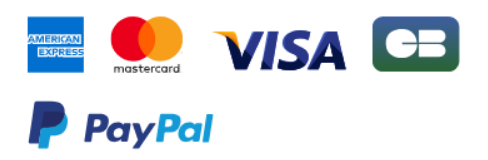 AMERICAN
EXPRESS
mastercard
VISA
CB
PayPal